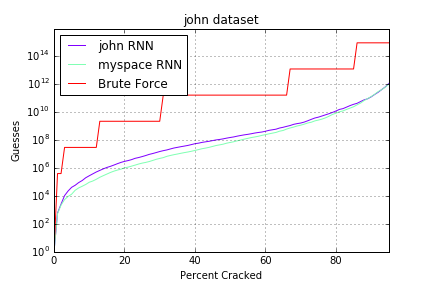 john dataset
john RNN
myspace RNN
Brute Force
10^14
10^12
10^10
10^8
10^6
10^4
10^2
10^0
Guesses
0 20 40 60 80
Percent Cracked